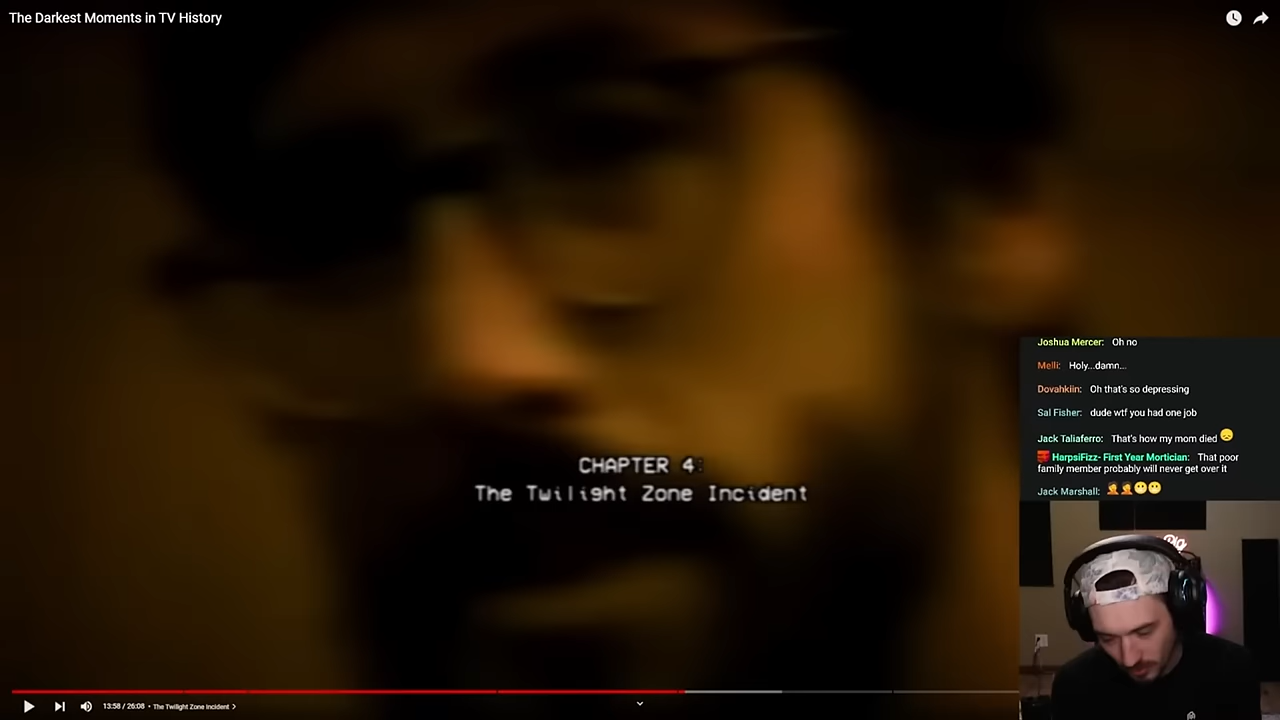 The Darkest Moments in TV History
CHAPTER 4:
The Twilight Zone Incident
Joshua Mercer: Oh no
Melli: Holy...damn...
Dovahkiin: Oh that's so depressing
Sal Fisher: dude wtf you had one job
Jack Taliaferro: That's how my mom died 😞
HarpsiFizz- First Year Mortician: That poor
family member probably will never get over it
Jack Marshall: 🤦🤦😬😬
13:58 / 26:08 • The Twilight Zone Incident